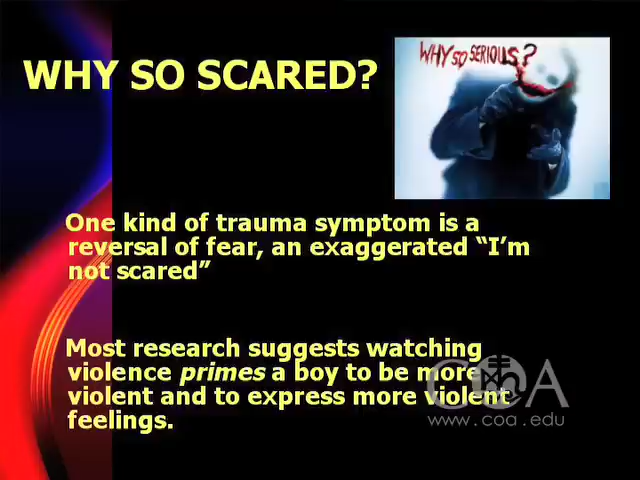 WHY SO SCARED?
WHY SO SERIOUS?
One kind of trauma symptom is a
reversal of fear, an exaggerated “I’m
not scared”
Most research suggests watching
violence primes a boy to be more
violent and to express more violent
feelings.
COA
www.coa.edu